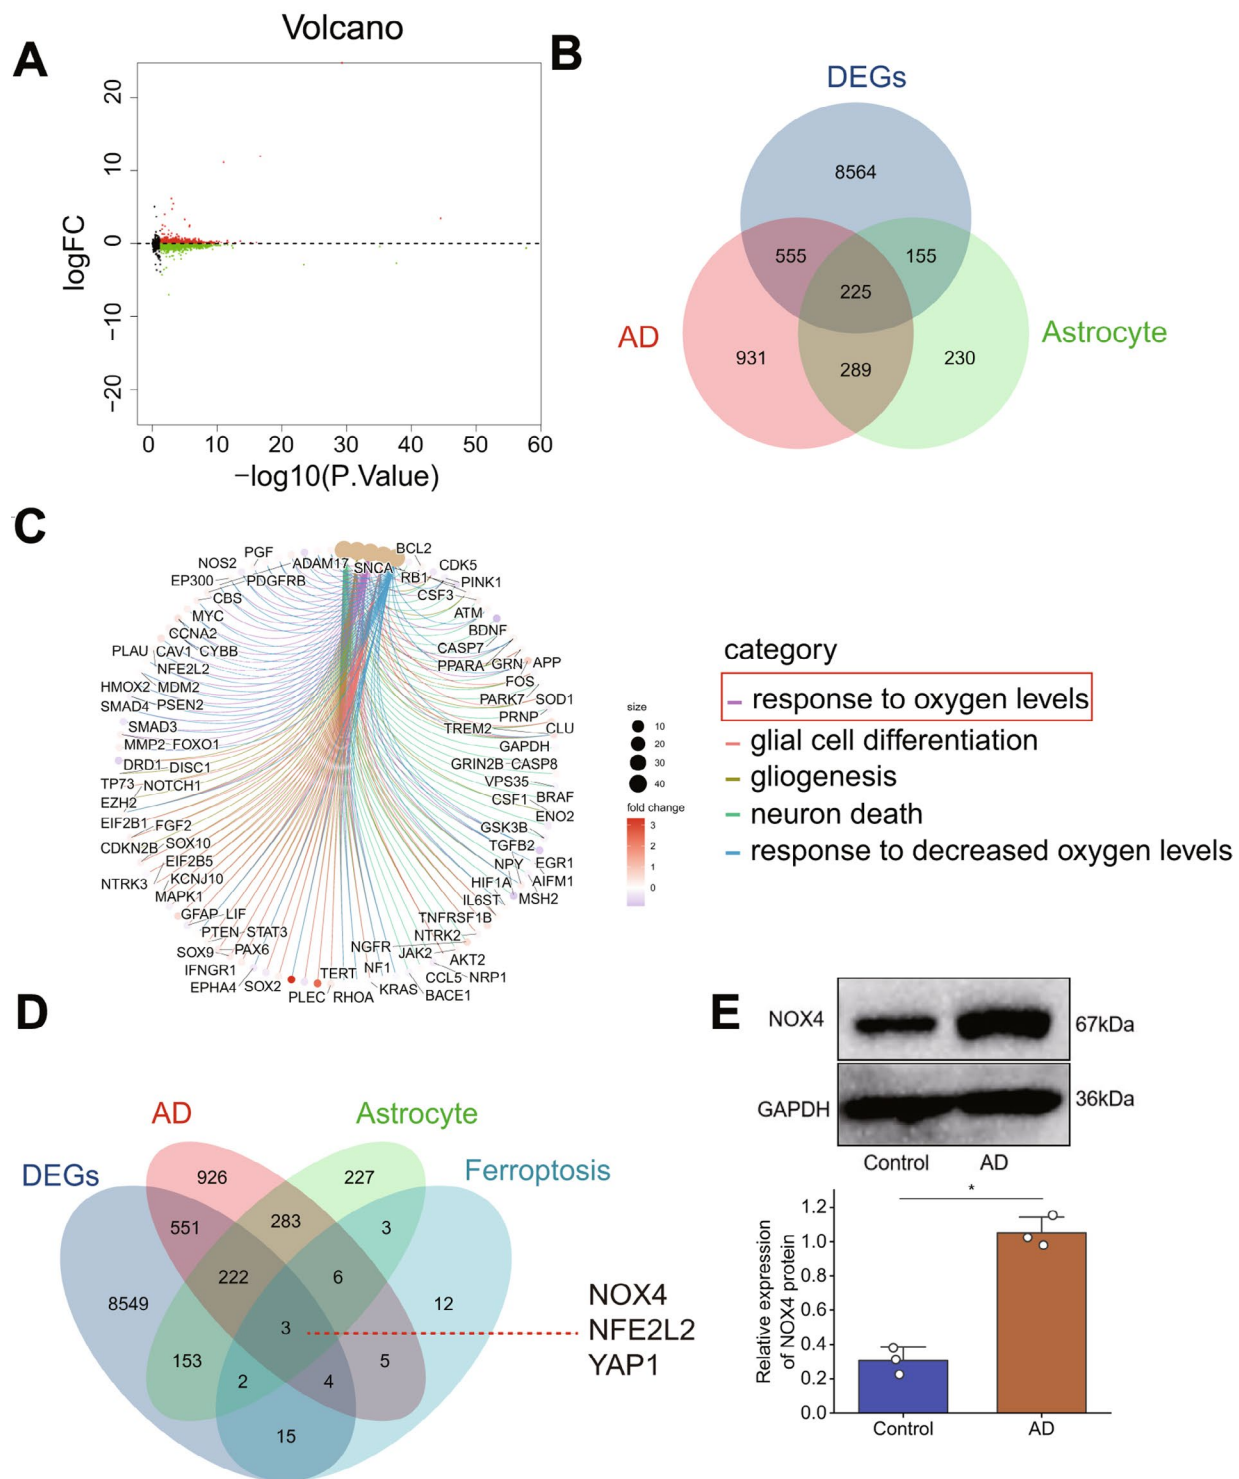 A
Volcano
logFC
20
10
0
−10
−20
0 10 20 30 40 50 60
−log10(P.Value)
B
DEGs
8564
555
155
225
AD
931
289
230
Astrocyte
C
BCL2
PGF
NOS2
ADAM17
SNCA
CDK5
EP300
PDGFRB
RB1
PINK1
CBS
CSF3
MYC
ATM
CCNA2
BDNF
PLAU CAV1 CYBB
CASP7
NFE2L2
PPARA GRN APP
HMOX2 MDM2
FOS
SMAD4 PSEN2
PARK7 SOD1
SMAD3
PRNP
MMP2 FOXO1
TREM2 CLU
DRD1 DISC1
GAPDH
TP73 NOTCH1
GRIN2B CASP8
EZH2
VPS35
EIF2B1 FGF2
CSF1 BRAF
CDKN2B SOX10
ENO2
EIF2B5
GSK3B
NTRK3 KCNJ10
TGFB2
MAPK1
NPY EGR1
GFAP LIF
HIF1A AIFM1
PTEN STAT3
IL6ST MSH2
SOX9 PAX6
TNFRSF1B
IFNGR1
NTRK2
EPHA4 SOX2
NGFR JAK2 AKT2
PLEC TERT NF1
CCL5 NRP1
RHOA KRAS BACE1
size
10
20
30
40
fold change
3
2
1
0
category
response to oxygen levels
glial cell differentiation
gliogenesis
neuron death
response to decreased oxygen levels
D
AD
Astrocyte
DEGs
Ferroptosis
926
227
551
283
3
222
6
8549
12
3
153
5
2
4
15
NOX4
NFE2L2
YAP1
E
NOX4
67kDa
GAPDH
36kDa
Control AD
*
Relative expression
of NOX4 protein
1.2
1.0
0.8
0.6
0.4
0.2
0.0
Control AD